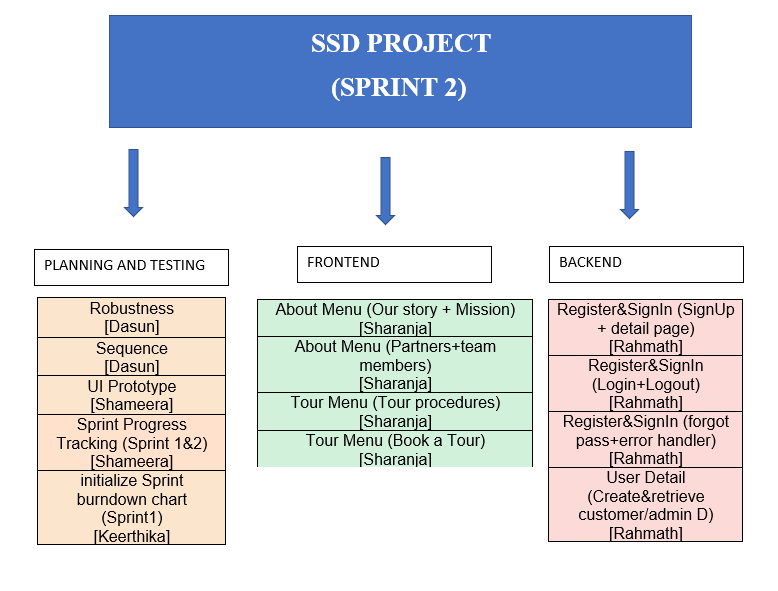 SSD PROJECT
(SPRINT 2)
PLANNING AND TESTING
Robustness
[Dasun]
Sequence
[Dasun]
UI Prototype
[Shameera]
Sprint Progress
Tracking (Sprint 1&2)
[Shameera]
initialize Sprint
burndown chart
(Sprint1)
[Keerthika]
FRONTEND
About Menu (Our story + Mission)
[Sharanja]
About Menu (Partners+team
members)
[Sharanja]
Tour Menu (Tour procedures)
[Sharanja]
Tour Menu (Book a Tour)
[Sharanja]
BACKEND
Register&SignIn (SignUp
+ detail page)
[Rahmath]
Register&SignIn
(Login+Logout)
[Rahmath]
Register&SignIn (forgot
pass+error handler)
[Rahmath]
User Detail
(Create&retrieve
customer/admin D)
[Rahmath]